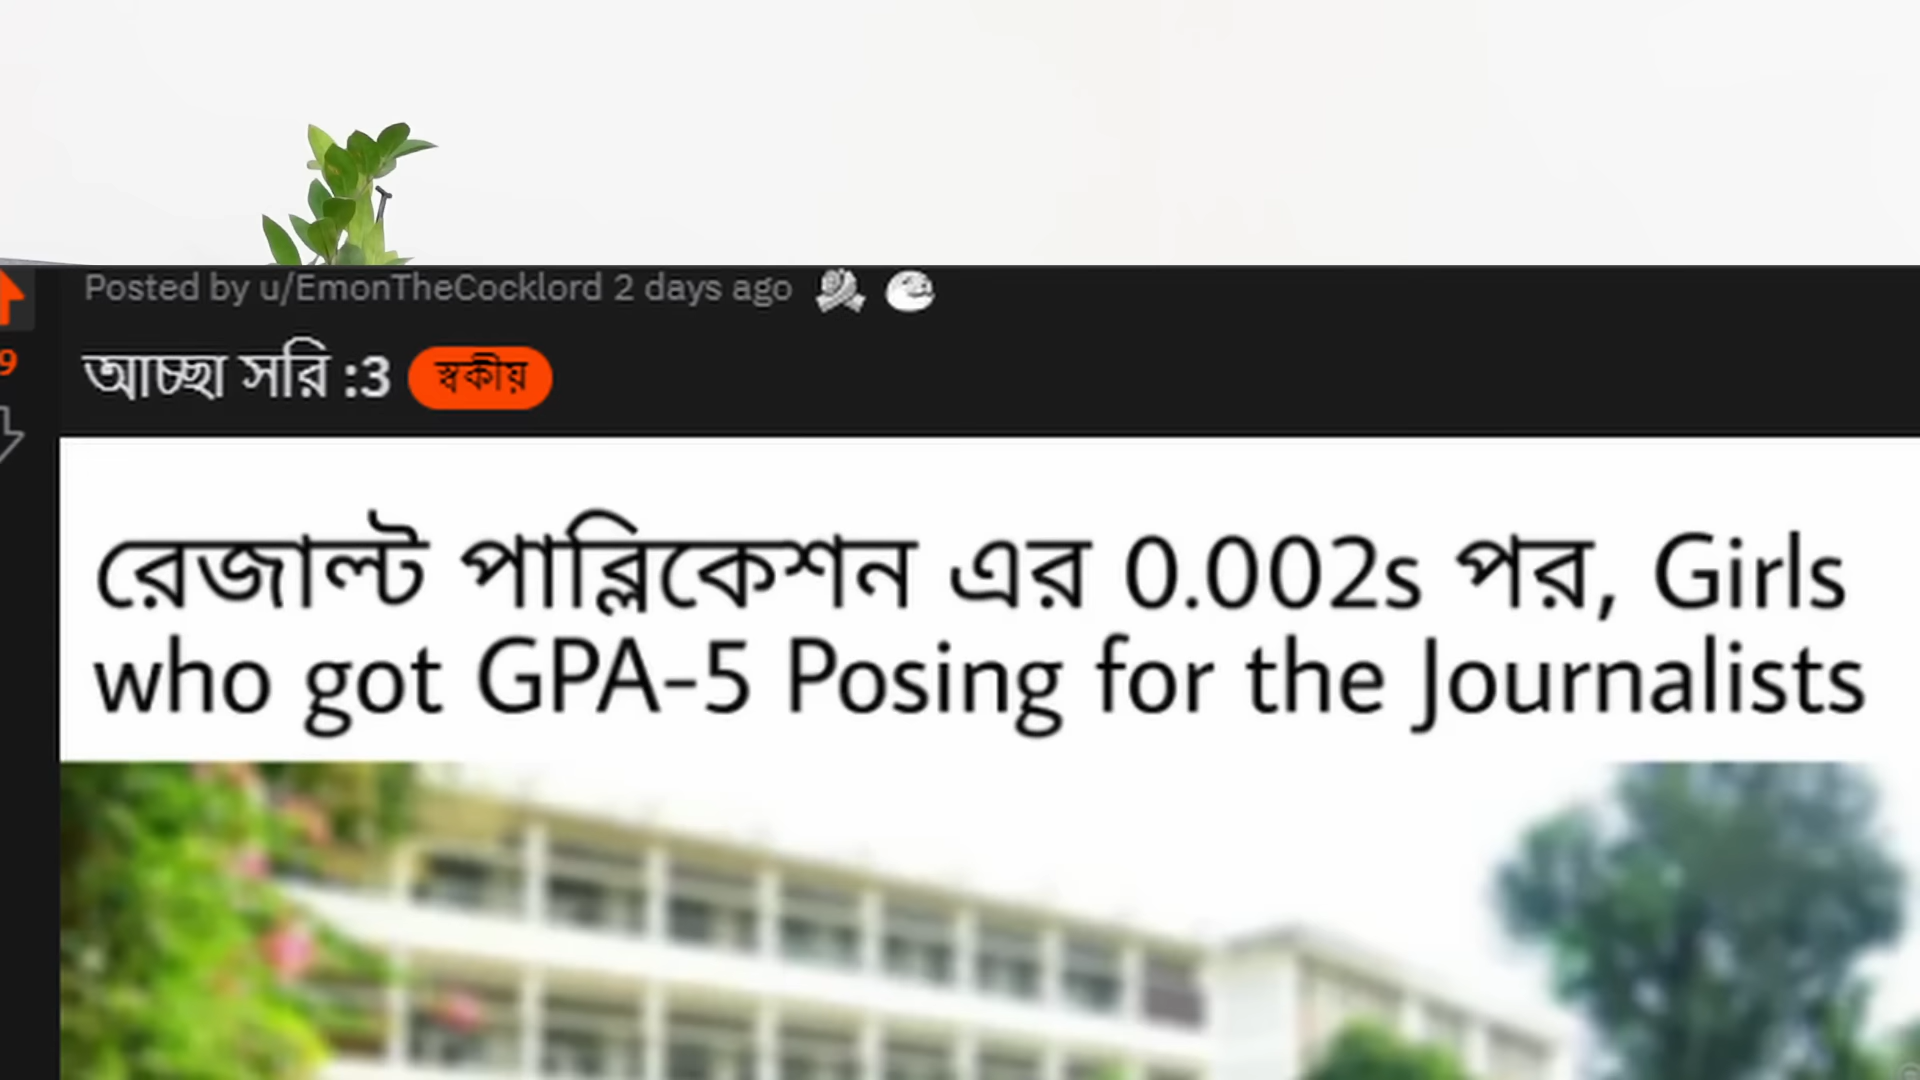 Posted by u/EmonTheCocklord 2 days ago
9
আচ্ছা সরি :3 স্বকীয়
রেজাল্ট পাব্লিকেশন এর 0.002s পর, Girls
who got GPA-5 Posing for the Journalists